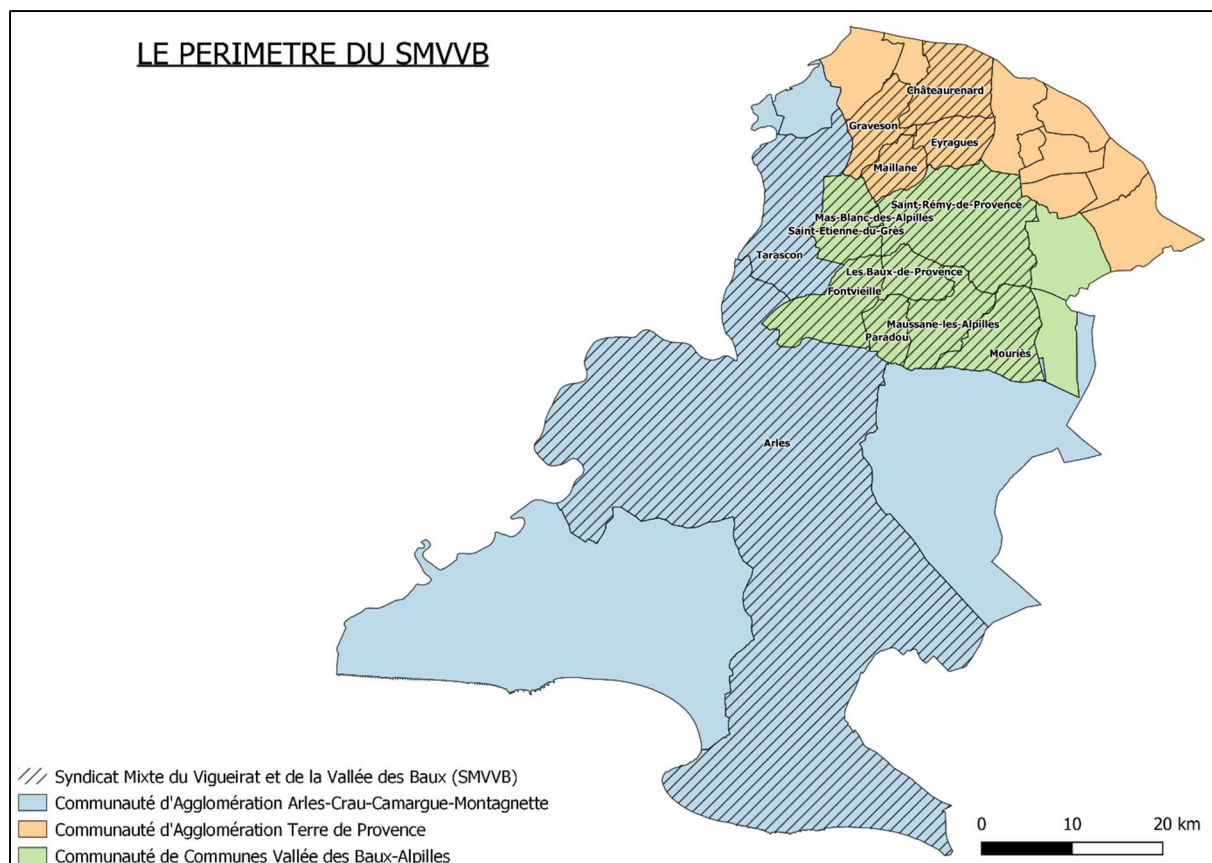 LE PERIMETRE DU SMVVB
Châteaurenard
Graveson
Eyragues
Maillane
Saint-Rémy-de-Provence
Mas-Blanc-des-Alpilles
Saint-Etienne-du-Grès
Tarascon
Les Baux-de-Provence
Fontvieille
Maussane-les-Alpilles
Paradou
Mouriès
Arles
Syndicat Mixte du Vigueirat et de la Vallée des Baux (SMVVB)
Communauté d'Agglomération Arles-Crau-Camargue-Montagnette
Communauté d'Agglomération Terre de Provence
Communauté de Communes Vallée des Baux-Alpilles
0 10 20 km